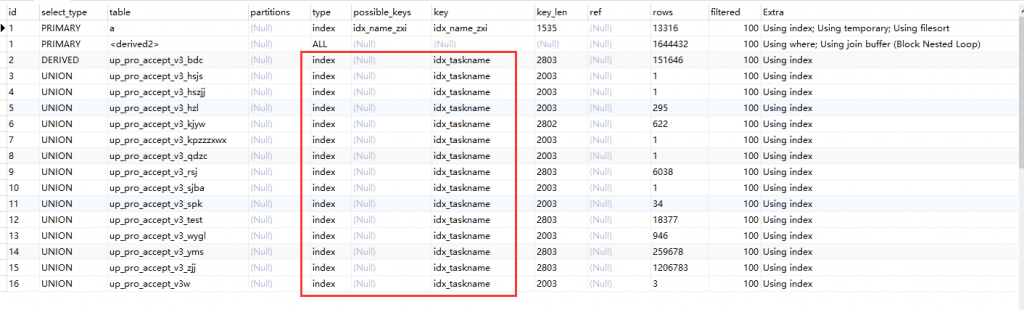 id select_type table partitions type possible_keys key key_len ref rows filtered Extra
1 PRIMARY a (Null) index idx_name_zxi idx_name_zxi 1535 (Null) 13316 100 Using index; Using temporary; Using filesort
1 PRIMARY <derived2> (Null) ALL (Null) (Null) (Null) (Null) 1644432 100 Using where; Using join buffer (Block Nested Loop)
2 DERIVED up_pro_accept_v3_bdc (Null) index (Null) idx_taskname 2803 (Null) 151646 100 Using index
3 UNION up_pro_accept_v3_hsjs (Null) index (Null) idx_taskname 2003 (Null) 1 100 Using index
4 UNION up_pro_accept_v3_hszjj (Null) index (Null) idx_taskname 2003 (Null) 1 100 Using index
5 UNION up_pro_accept_v3_hzl (Null) index (Null) idx_taskname 2003 (Null) 295 100 Using index
6 UNION up_pro_accept_v3_kjyw (Null) index (Null) idx_taskname 2802 (Null) 622 100 Using index
7 UNION up_pro_accept_v3_kpzzzxwx (Null) index (Null) idx_taskname 2003 (Null) 1 100 Using index
8 UNION up_pro_accept_v3_qdzc (Null) index (Null) idx_taskname 2003 (Null) 1 100 Using index
9 UNION up_pro_accept_v3_rsj (Null) index (Null) idx_taskname 2803 (Null) 6038 100 Using index
10 UNION up_pro_accept_v3_sjba (Null) index (Null) idx_taskname 2003 (Null) 1 100 Using index
11 UNION up_pro_accept_v3_spk (Null) index (Null) idx_taskname 2003 (Null) 34 100 Using index
12 UNION up_pro_accept_v3_test (Null) index (Null) idx_taskname 2803 (Null) 18377 100 Using index
13 UNION up_pro_accept_v3_wygl (Null) index (Null) idx_taskname 2003 (Null) 946 100 Using index
14 UNION up_pro_accept_v3_yms (Null) index (Null) idx_taskname 2803 (Null) 259678 100 Using index
15 UNION up_pro_accept_v3_zjj (Null) index (Null) idx_taskname 2803 (Null) 1206783 100 Using index
16 UNION up_pro_accept_v3w (Null) index (Null) idx_taskname 2003 (Null) 3 100 Using index